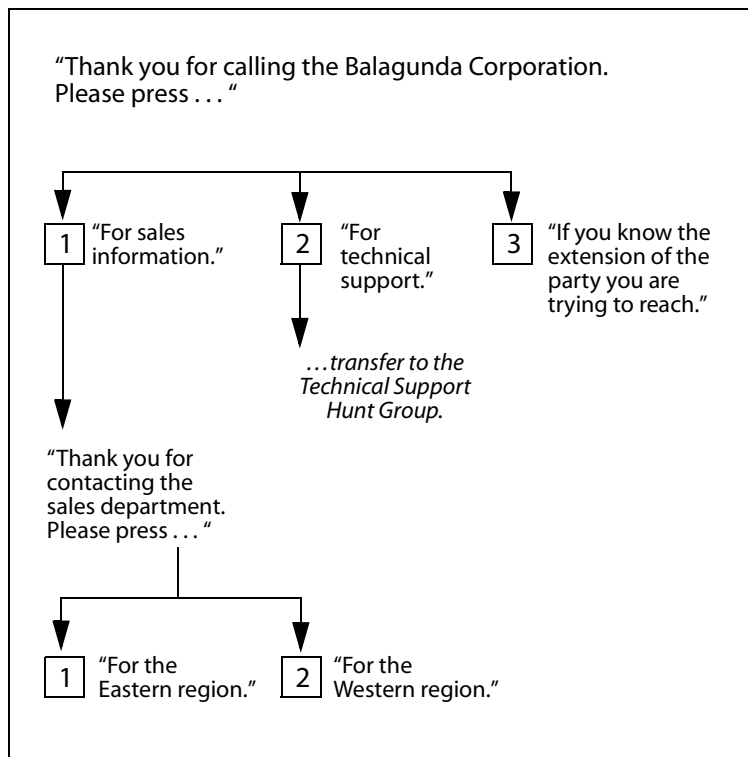 “Thank you for calling the Balagunda Corporation.
Please press . . . “
1
“For sales
information.”
2
“For
technical
support.”
3
“If you know the
extension of the
party you are
trying to reach.”
…transfer to the
Technical Support
Hunt Group.
“Thank you for
contacting the
sales department.
Please press . . . “
1
“For the
Eastern region.”
2
“For the
Western region.”